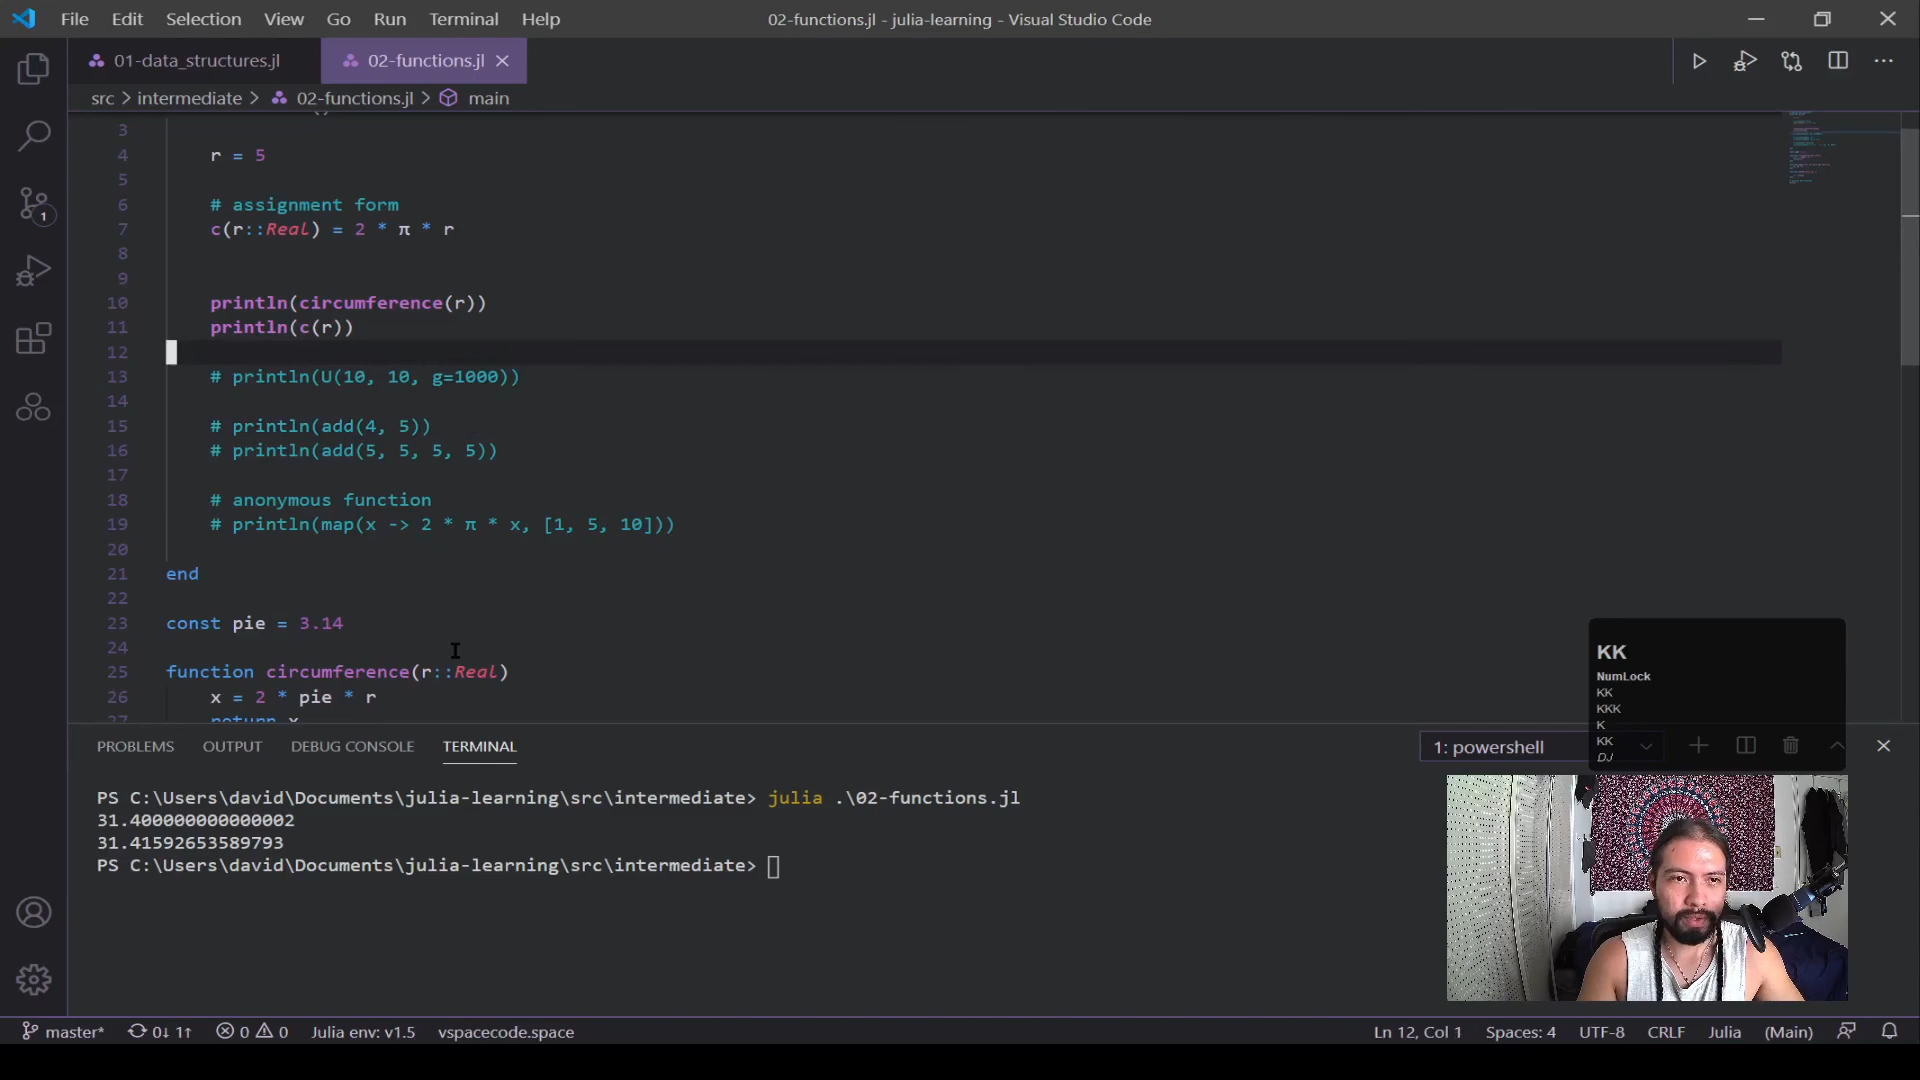 File Edit Selection View Go Run Terminal Help
02-functions.jl - julia-learning - Visual Studio Code
01-data_structures.jl
02-functions.jl
src > intermediate > 02-functions.jl > main
3
4 r = 5
5
6 # assignment form
7 c(r::Real) = 2 * π * r
8
9
10 println(circumference(r))
11 println(c(r))
12
13 # println(U(10, 10, g=1000))
14
15 # println(add(4, 5))
16 # println(add(5, 5, 5, 5))
17
18 # anonymous function
19 # println(map(x -> 2 * π * x, [1, 5, 10]))
20
21 end
22
23 const pie = 3.14
24
25 function circumference(r::Real)
26 x = 2 * pie * r
27 return x
1
KK
NumLock
KK
KKK
K
KK
DJ
PROBLEMS OUTPUT DEBUG CONSOLE TERMINAL
1: powershell
PS C:\Users\david\Documents\julia-learning\src\intermediate> julia .\02-functions.jl
31.400000000000002
31.41592653589793
PS C:\Users\david\Documents\julia-learning\src\intermediate>
master* 0↓ 1↑ 0 0 Julia env: v1.5 vspacecode.space
Ln 12, Col 1 Spaces: 4 UTF-8 CRLF Julia (Main)